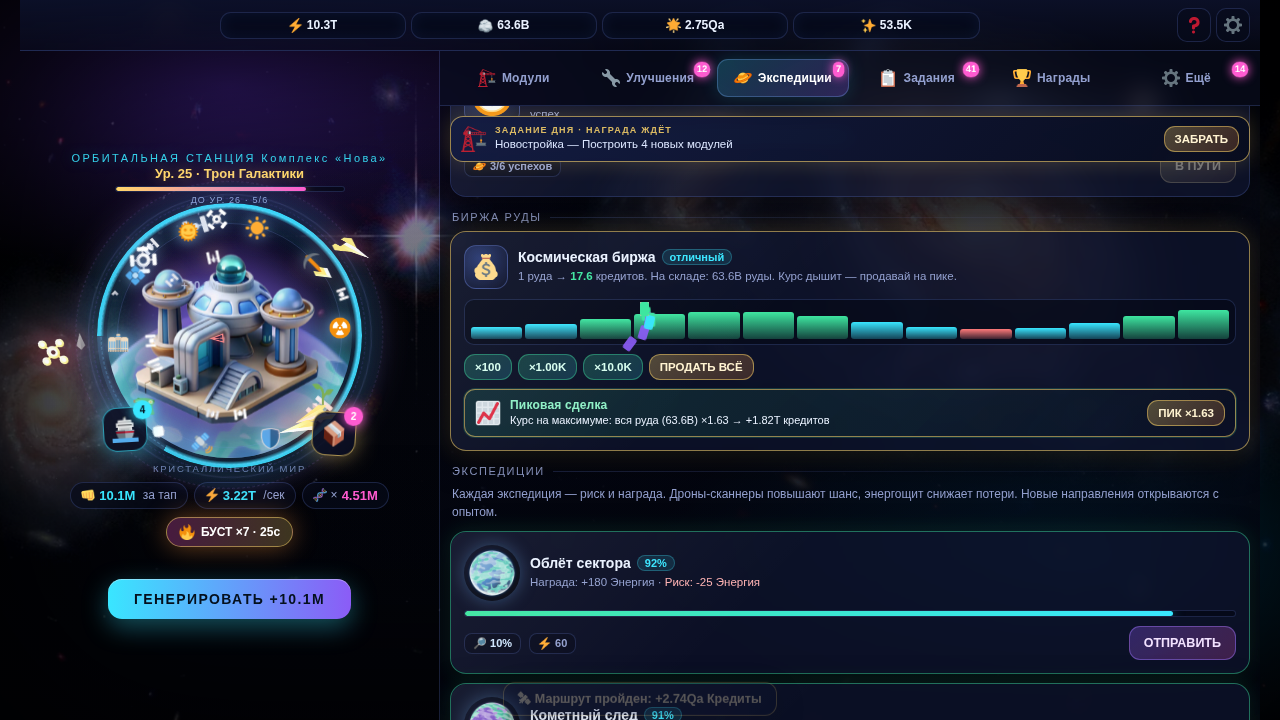 ⚡ 10.3T
63.6B
2.75Qa
✨ 53.5K
❓
Модули
Улучшения 12
Экспедиции 7
Задания 41
Награды
Ещё 14
ОРБИТАЛЬНАЯ СТАНЦИЯ Комплекс «Нова»
Ур. 25 · Трон Галактики
ДО УР. 26 · 5/6
4
2
КРИСТАЛЛИЧЕСКИЙ МИР
10.1M за тап
⚡ 3.22T /сек
× 4.51M
БУСТ ×7 · 25с
ГЕНЕРИРОВАТЬ +10.1M
успех
ЗАДАНИЕ ДНЯ · НАГРАДА ЖДЁТ
Новостройка — Построить 4 новых модулей
ЗАБРАТЬ
3/6 успехов
В ПУТИ
БИРЖА РУДЫ
Космическая биржа отличный
1 руда → 17.6 кредитов. На складе: 63.6B руды. Курс дышит — продавай на пике.
×100
×1.00K
×10.0K
ПРОДАТЬ ВСЁ
Пиковая сделка
Курс на максимуме: вся руда (63.6B) ×1.63 → +1.82T кредитов
ПИК ×1.63
ЭКСПЕДИЦИИ
Каждая экспедиция — риск и награда. Дроны-сканнеры повышают шанс, энергощит снижает потери. Новые направления открываются с
опытом.
Облёт сектора 92%
Награда: +180 Энергия · Риск: -25 Энергия
10%
⚡ 60
ОТПРАВИТЬ
Маршрут пройден: +2.74Qa Кредиты
Кометный след 91%